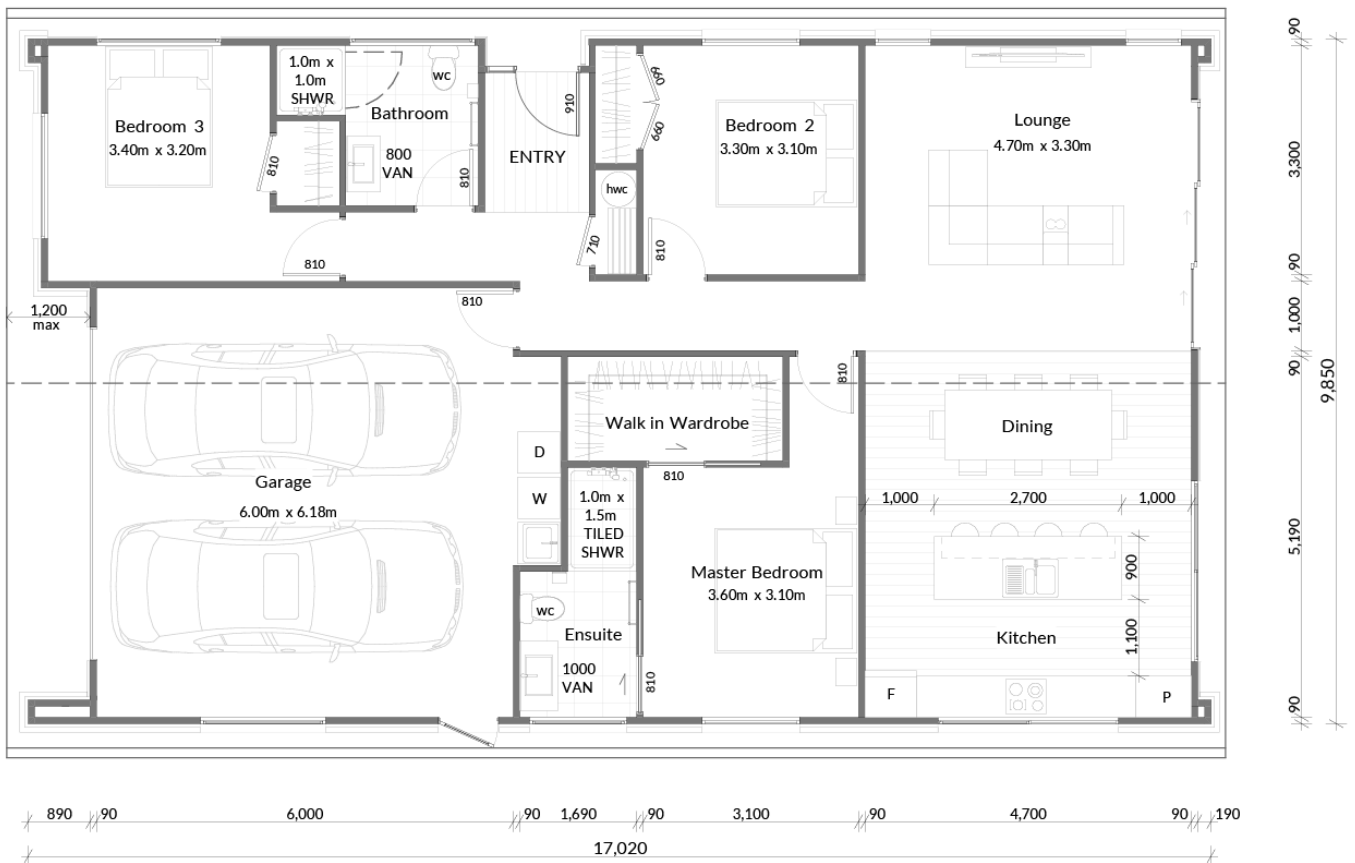 1.0m x
1.0m
SHWR
WC
Bathroom
Bedroom 3
3.40m x 3.20m
810
800
VAN
810
910
ENTRY
660
660
Bedroom 2
3.30m x 3.10m
hwc
710
810
810
Lounge
4.70m x 3.30m
1,200
max
810
Walk in Wardrobe
810
810
D
W
Garage
6.00m x 6.18m
1.0m x
1.5m
TILED
SHWR
Dining
1,000
2,700
1,000
Master Bedroom
3.60m x 3.10m
900
WC
Ensuite
1000
VAN
810
Kitchen
1,100
F
P
90
3,300
90
1,000
90
9,850
5,190
90
890
90
6,000
90
1,690
90
3,100
90
4,700
90
190
17,020